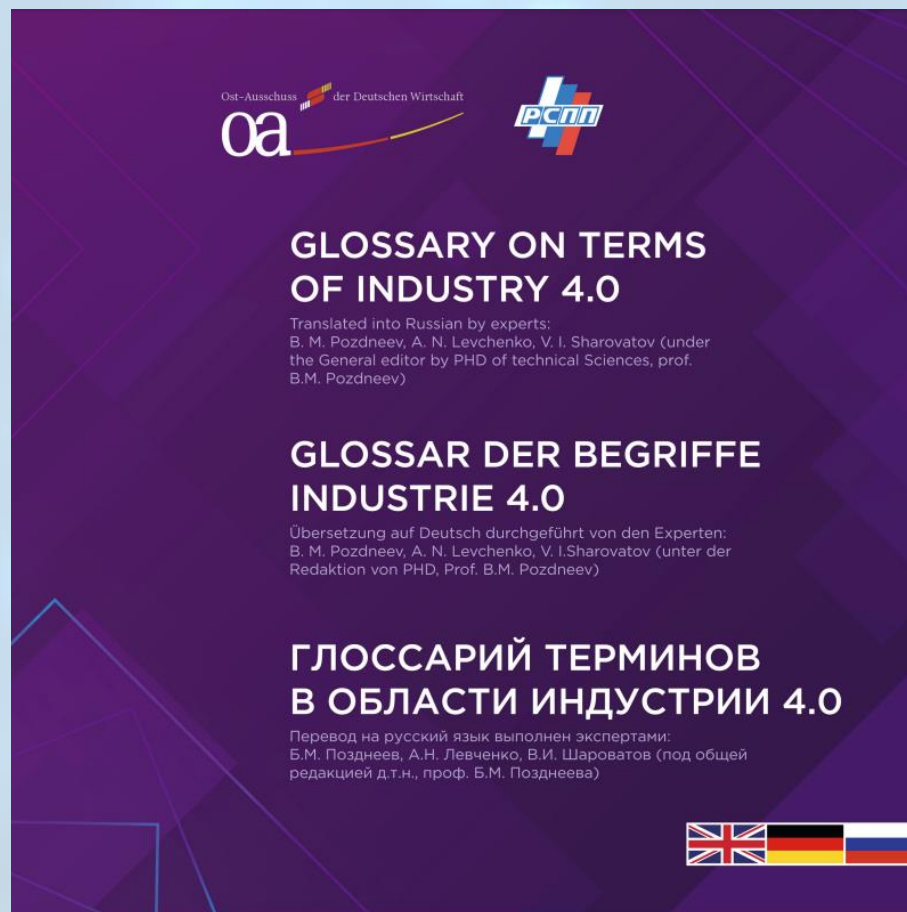 Ost-Ausschuss der Deutschen Wirtschaft
oa
РСПП
GLOSSARY ON TERMS
OF INDUSTRY 4.0
Translated into Russian by experts:
B. M. Pozdneev, A. N. Levchenko, V. I. Sharovatov (under
the General editor by PHD of technical Sciences, prof.
B.M. Pozdneev)
GLOSSAR DER BEGRIFFE
INDUSTRIE 4.0
Übersetzung auf Deutsch durchgeführt von den Experten:
B. M. Pozdneev, A. N. Levchenko, V. I.Sharovatov (unter der
Redaktion von PHD, Prof. B.M. Pozdneev)
ГЛОССАРИЙ ТЕРМИНОВ
В ОБЛАСТИ ИНДУСТРИИ 4.0
Перевод на русский язык выполнен экспертами:
Б.М. Позднеев, А.Н. Левченко, В.И. Шароватов (под общей
редакцией д.т.н., проф. Б.М. Позднеева)